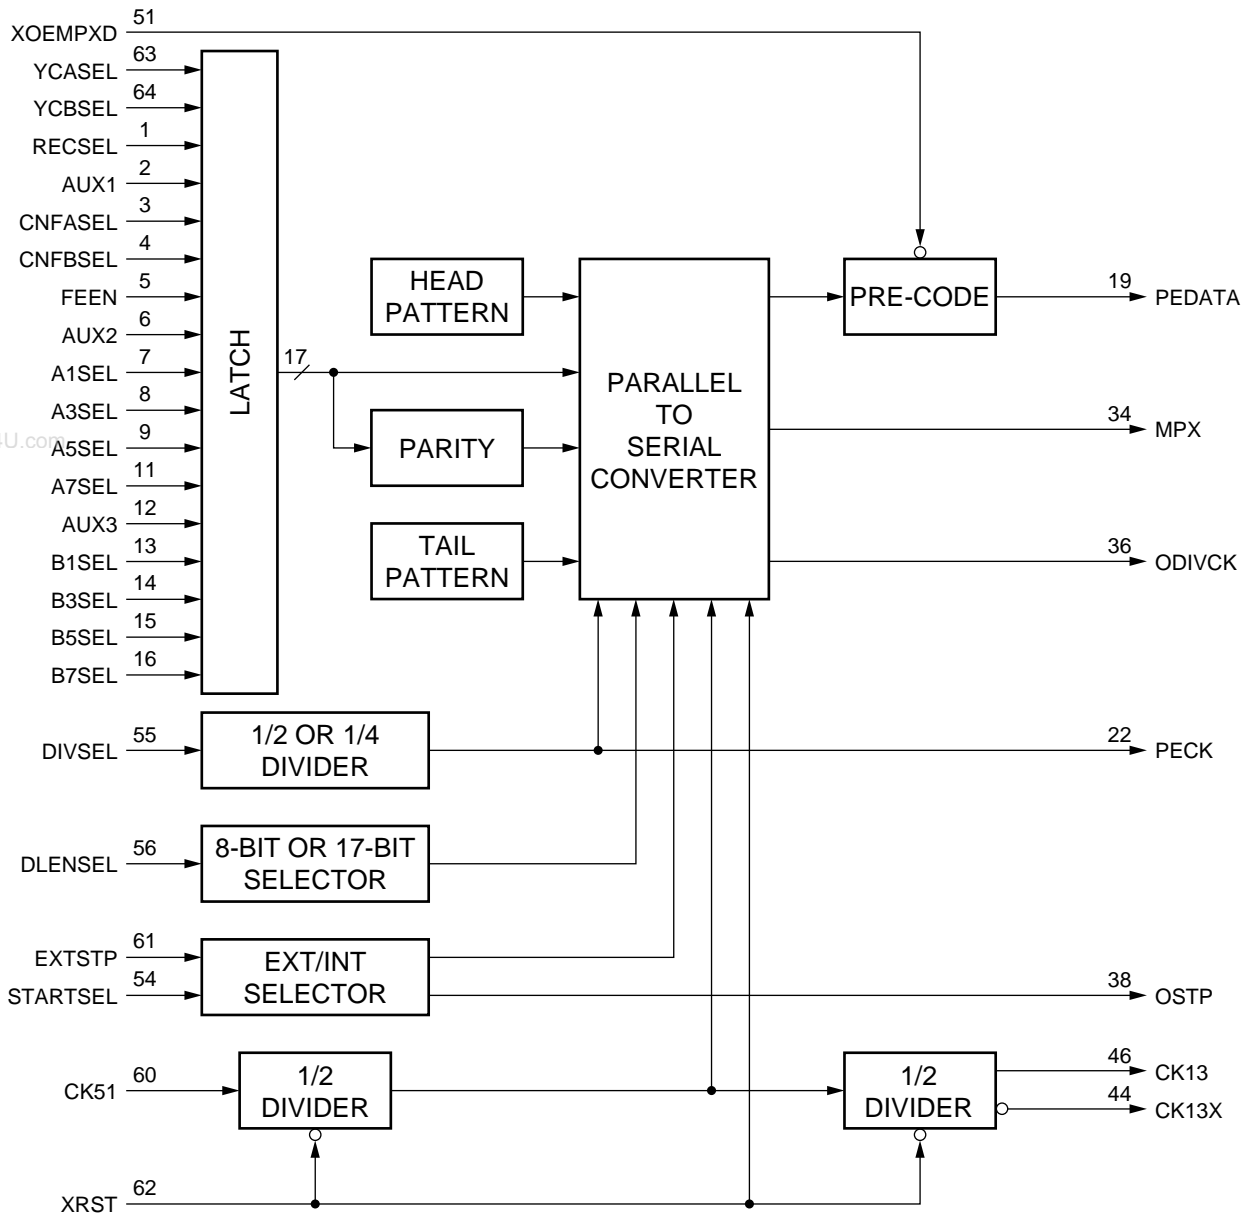 XOEMPXD 51
YCASEL 63
YCBSEL 64
RECSEL 1
AUX1 2
CNFASEL 3
CNFBSEL 4
FEEN 5
AUX2 6
A1SEL 7
A3SEL 8
A5SEL 9
A7SEL 11
AUX3 12
B1SEL 13
B3SEL 14
B5SEL 15
B7SEL 16
4U.com
LATCH
17
HEAD
PATTERN
PARITY
TAIL
PATTERN
PARALLEL
TO
SERIAL
CONVERTER
PRE-CODE
19 PEDATA
34 MPX
36 ODIVCK
DIVSEL 55
1/2 OR 1/4
DIVIDER
22 PECK
DLENSEL 56
8-BIT OR 17-BIT
SELECTOR
EXTSTP 61
STARTSEL 54
EXT/INT
SELECTOR
38 OSTP
CK51 60
1/2
DIVIDER
1/2
DIVIDER
46 CK13
44 CK13X
XRST 62